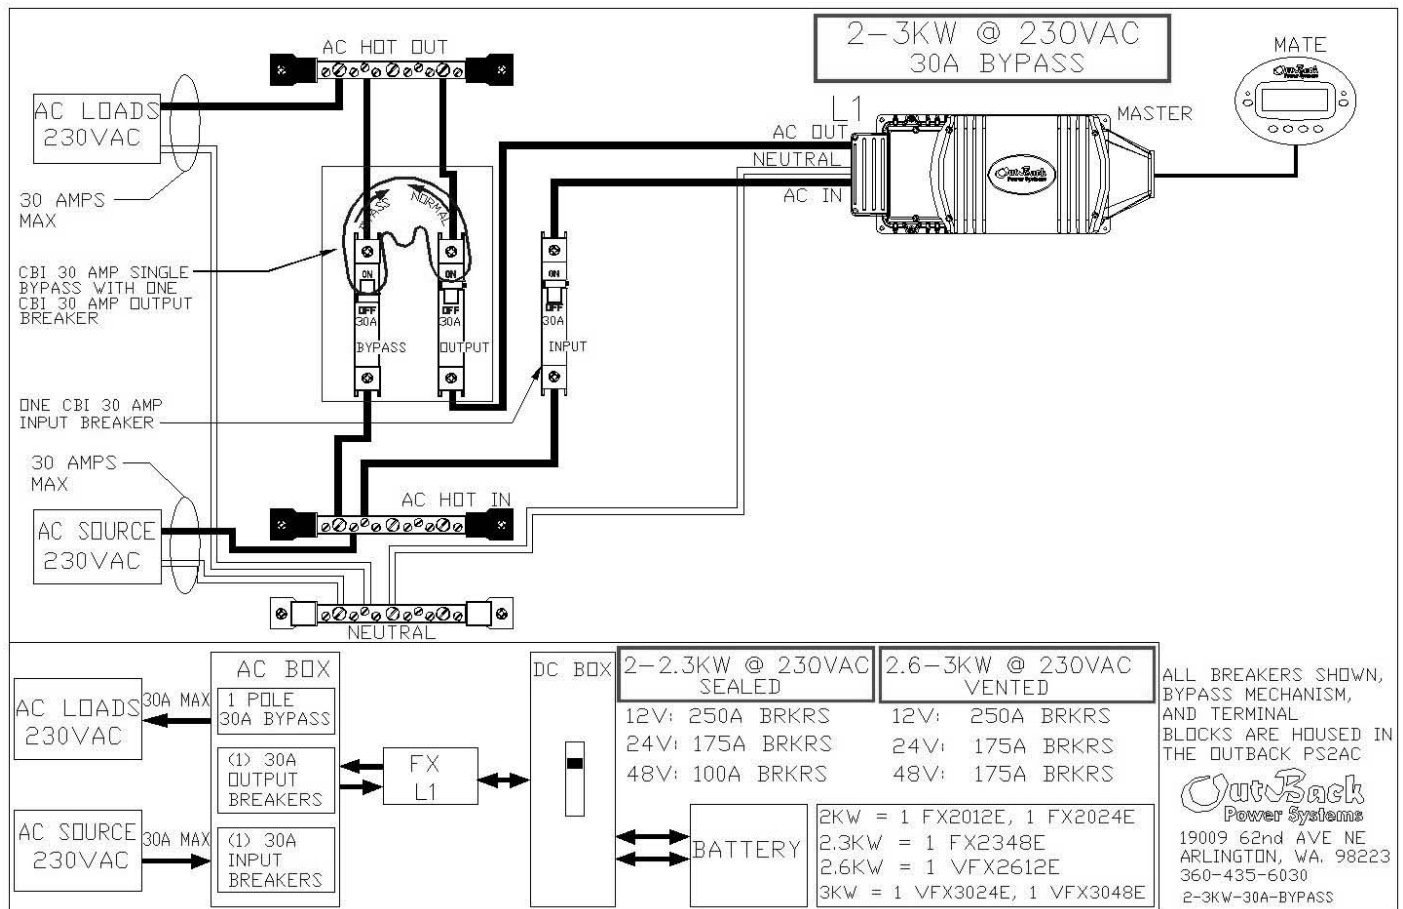 2-3KW @ 230VAC
30A BYPASS
AC HOT OUT
MATE
OutBack
Power Systems
L1
MASTER
AC OUT
NEUTRAL
AC IN
OutBack
Power Systems
AC LOADS
230VAC
30 AMPS
MAX
BYPASS
NORMAL
CBI 30 AMP SINGLE
BYPASS WITH ONE
CBI 30 AMP OUTPUT
BREAKER
ON
OFF
30A
BYPASS
ON
OFF
30A
OUTPUT
ON
OFF
30A
INPUT
ONE CBI 30 AMP
INPUT BREAKER
30 AMPS
MAX
AC HOT IN
AC SOURCE
230VAC
NEUTRAL
AC BOX
1 POLE
30A BYPASS
(1) 30A
OUTPUT
BREAKERS
(1) 30A
INPUT
BREAKERS
AC LOADS
230VAC
30A MAX
AC SOURCE
230VAC
30A MAX
FX
L1
DC BOX
BATTERY
2-2.3KW @ 230VAC
SEALED
12V: 250A BRKRS
24V: 175A BRKRS
48V: 100A BRKRS
2.6-3KW @ 230VAC
VENTED
12V: 250A BRKRS
24V: 175A BRKRS
48V: 175A BRKRS
2KW = 1 FX2012E, 1 FX2024E
2.3KW = 1 FX2348E
2.6KW = 1 VFX2612E
3KW = 1 VFX3024E, 1 VFX3048E
ALL BREAKERS SHOWN,
BYPASS MECHANISM,
AND TERMINAL
BLOCKS ARE HOUSED IN
THE OUTBACK PS2AC
OutBack
Power Systems
19009 62nd AVE NE
ARLINGTON, WA. 98223
360-435-6030
2-3KW-30A-BYPASS